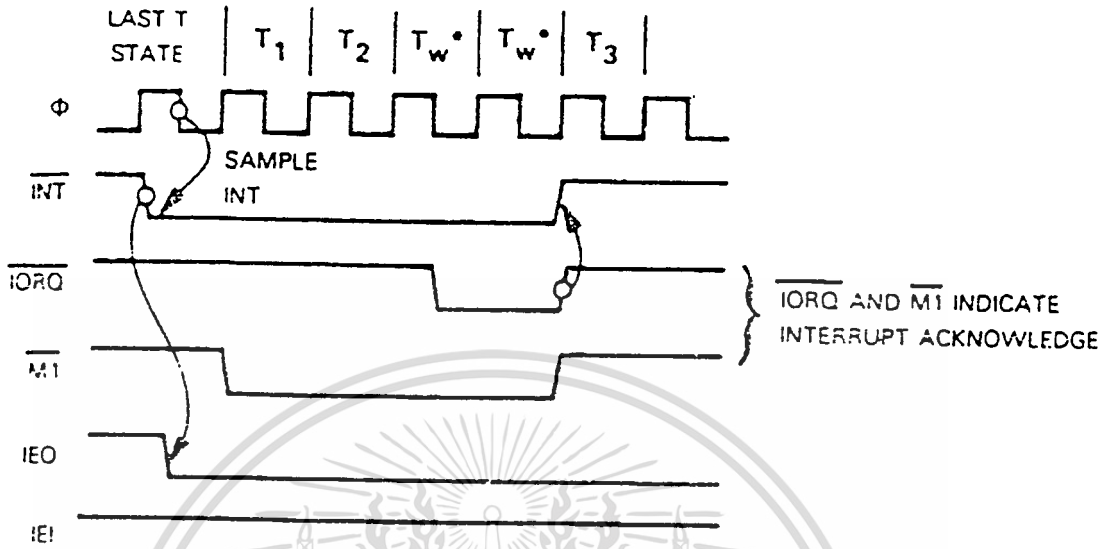 LAST T
STATE
T1 T2 Tw* Tw* T3
Φ
SAMPLE
INT
INT
IORQ
IORQ AND M1 INDICATE
INTERRUPT ACKNOWLEDGE
M1
IEO
IEI